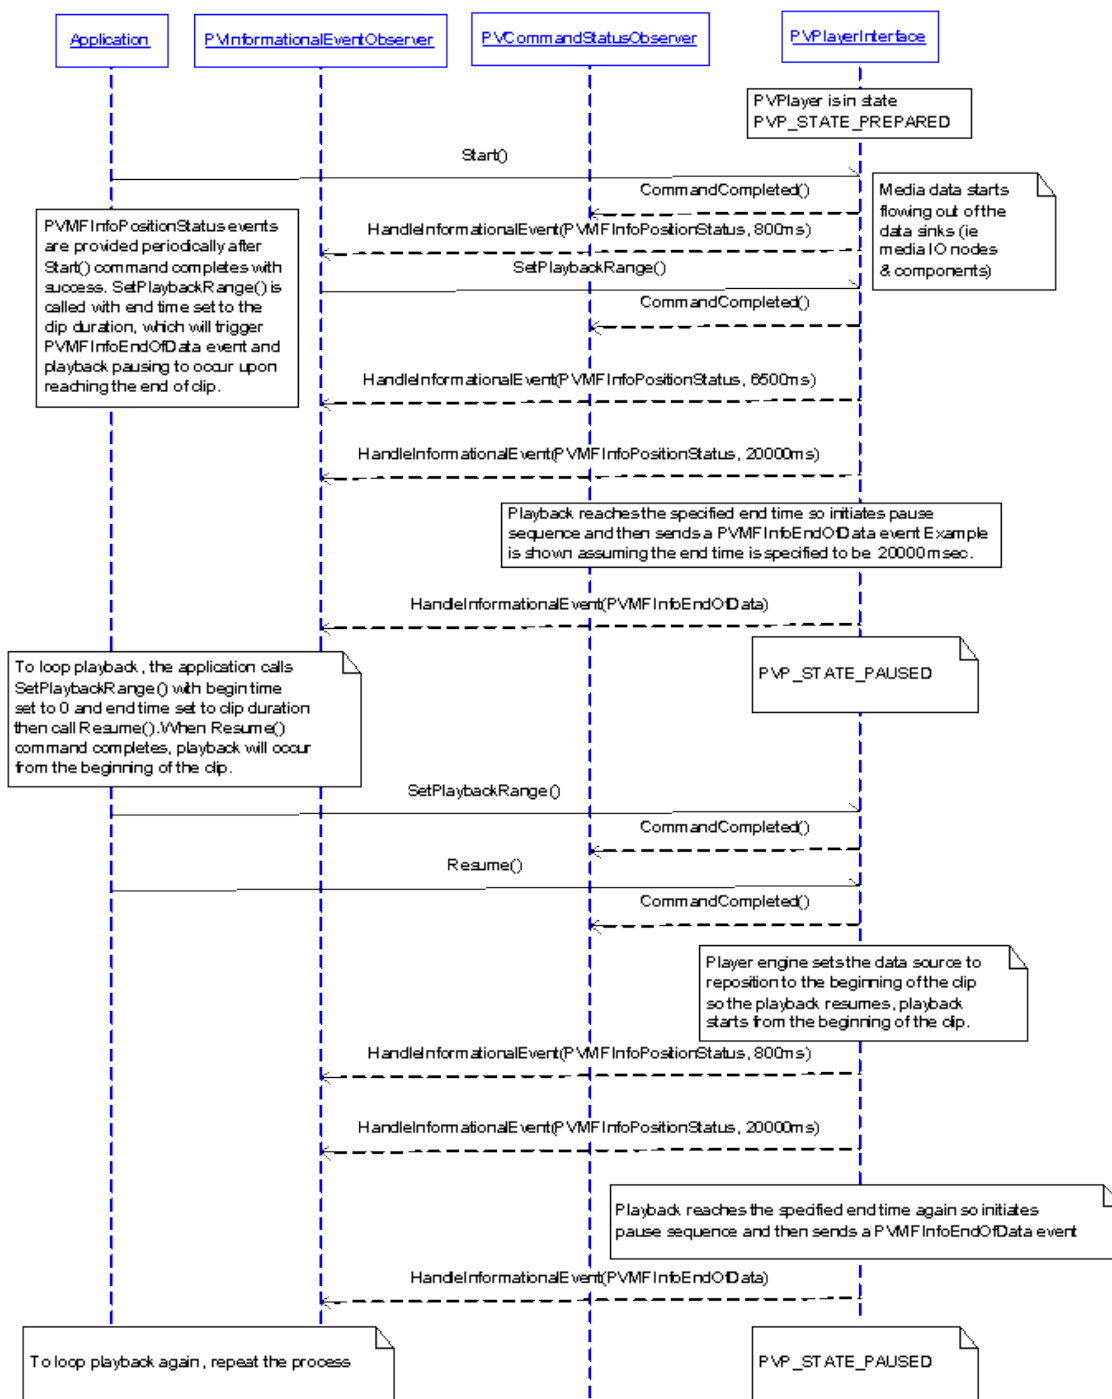 Application
PVInformationalEventObserver
PVCommandStatusObserver
PVPlayerInterface
PVPlayer is in state
PVP_STATE_PREPARED
Start()
CommandCompleted()
Media data starts
flowing out of the
data sinks (ie
media IO nodes
& components)
PVMFInfoPositionStatus events
are provided periodically after
Start() command completes with
success. SetPlaybackRange() is
called with end time set to the
clip duration, which will trigger
PVMFInfoEndOfData event and
playback pausing to occur upon
reaching the end of clip.
HandleInformationalEvent(PVMFInfoPositionStatus, 800ms)
SetPlaybackRange()
CommandCompleted()
HandleInformationalEvent(PVMFInfoPositionStatus, 6500ms)
HandleInformationalEvent(PVMFInfoPositionStatus, 20000ms)
Playback reaches the specified end time so initiates pause
sequence and then sends a PVMFInfoEndOfData event Example
is shown assuming the end time is specified to be 20000msec.
HandleInformationalEvent(PVMFInfoEndOfData)
To loop playback, the application calls
SetPlaybackRange() with begin time
set to 0 and end time set to clip duration
then call Resume().When Resume()
command completes, playback will occur
from the beginning of the clip.
PVP_STATE_PAUSED
SetPlaybackRange()
CommandCompleted()
Resume()
CommandCompleted()
Player engine sets the data source to
reposition to the beginning of the clip
so the playback resumes, playback
starts from the beginning of the clip.
HandleInformationalEvent(PVMFInfoPositionStatus, 800ms)
HandleInformationalEvent(PVMFInfoPositionStatus, 20000ms)
Playback reaches the specified end time again so initiates
pause sequence and then sends a PVMFInfoEndOfData event
HandleInformationalEvent(PVMFInfoEndOfData)
To loop playback again, repeat the process
PVP_STATE_PAUSED